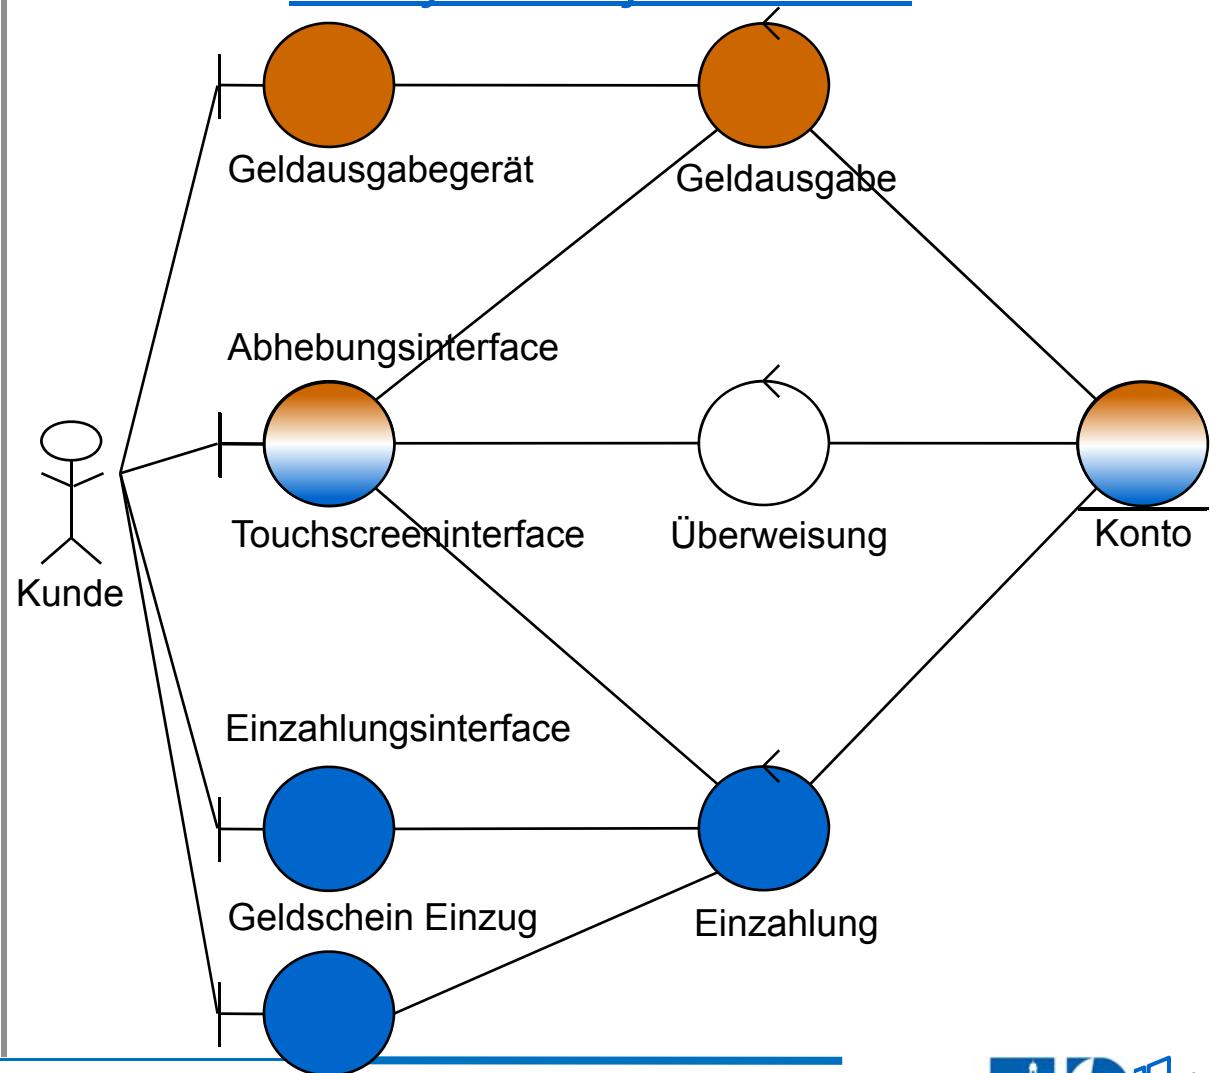 Geldausgabegerät
Geldausgabe
Abhebungsinterface
Touchscreeninterface
Überweisung
Konto
Kunde
Einzahlungsinterface
Geldschein Einzug
Einzahlung